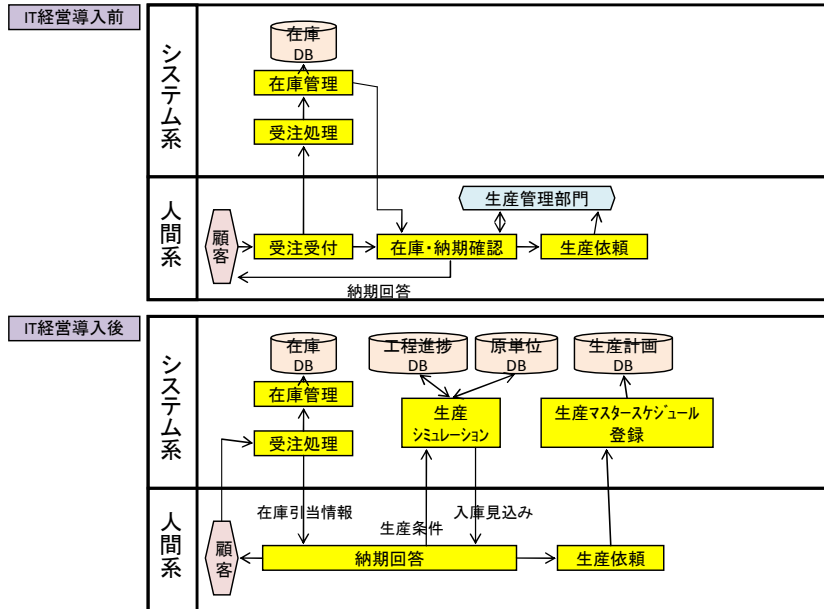 IT経営導入前
システム系
在庫
DB
在庫管理
受注処理
人間系
顧客
受注受付
在庫・納期確認
生産管理部門
生産依頼
納期回答
IT経営導入後
システム系
在庫
DB
工程進捗
DB
原単位
DB
生産計画
DB
在庫管理
受注処理
生産
シミュレーション
生産マスタースケジュール
登録
人間系
在庫引当情報
生産条件
入庫見込み
顧客
納期回答
生産依頼